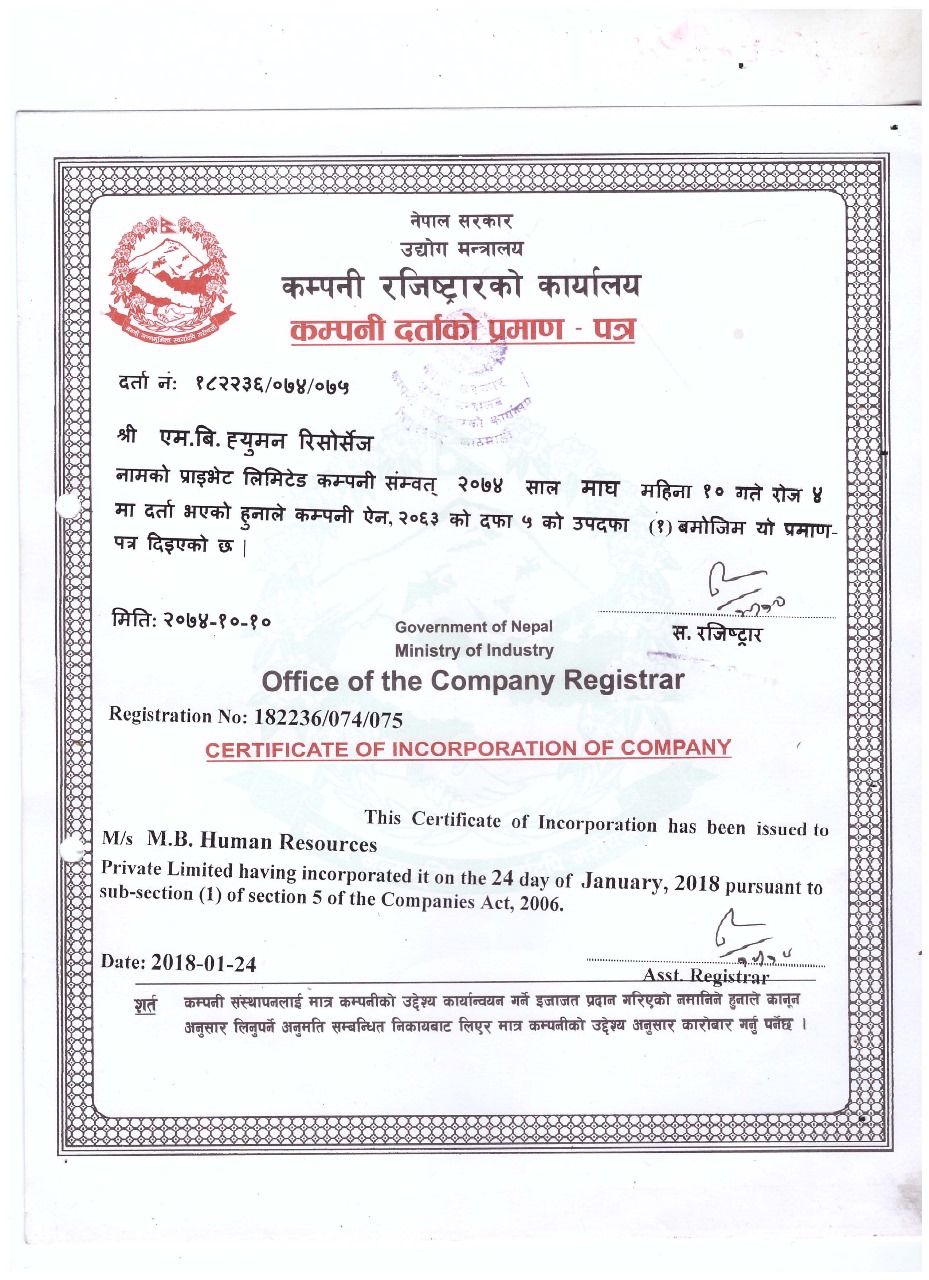 नेपाल सरकार
उद्योग मन्त्रालय
कम्पनी रजिष्ट्रारको कार्यालय
कम्पनी दर्ताको प्रमाण - पत्र
दर्ता नं: १८२२३६/०७४/०७५
श्री एम.बि. ह्युमन रिसोर्सेज
नामको प्राइभेट लिमिटेड कम्पनी संम्वत् २०७४ साल माघ महिना १० गते रोज ४
मा दर्ता भएको हुनाले कम्पनी ऐन, २०६३ को दफा ५ को उपदफा (१) बमोजिम यो प्रमाण-
पत्र दिइएको छ |
मिति: २०७४-१०-१०
स. रजिष्ट्रार
Government of Nepal
Ministry of Industry
Office of the Company Registrar
Registration No: 182236/074/075
CERTIFICATE OF INCORPORATION OF COMPANY
This Certificate of Incorporation has been issued to
M/s M.B. Human Resources
Private Limited having incorporated it on the 24 day of January, 2018 pursuant to
sub-section (1) of section 5 of the Companies Act, 2006.
Date: 2018-01-24
Asst. Registrar
शर्त कम्पनी संस्थापनलाई मात्र कम्पनीको उद्देश्य कार्यान्वयन गर्ने इजाजत प्रदान गरिएको नमानिने हुनाले कानून
अनुसार लिनुपर्ने अनुमति सम्बन्धित निकायबाट लिएर मात्र कम्पनीको उद्देश्य अनुसार कारोबार गर्नु पर्नेछ ।